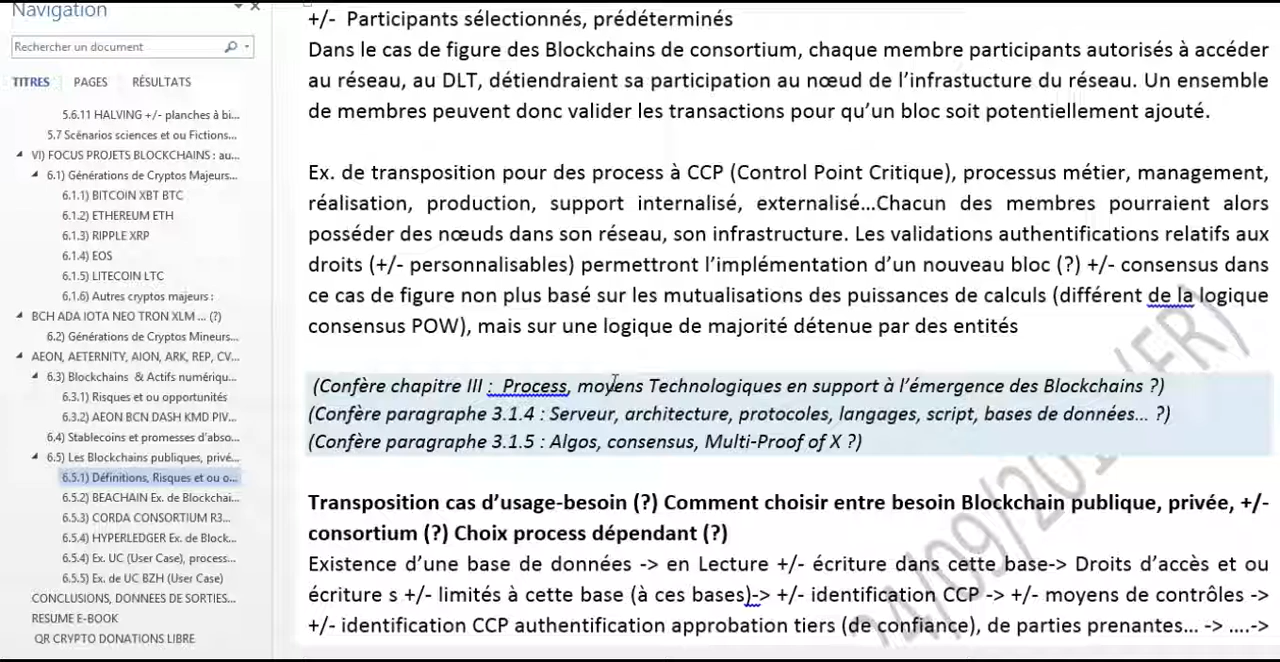 Navigation
Rechercher un document
TITRES PAGES RÉSULTATS
5.6.11 HALVING +/- planches à bi...
5.7 Scénarios sciences et ou Fictions...
VI) FOCUS PROJETS BLOCKCHAINS : au...
6.1) Générations de Cryptos Majeurs...
6.1.1) BITCOIN XBT BTC
6.1.2) ETHEREUM ETH
6.1.3) RIPPLE XRP
6.1.4) EOS
6.1.5) LITECOIN LTC
6.1.6) Autres cryptos majeurs :
BCH ADA IOTA NEO TRON XLM ... (?)
6.2) Générations de Cryptos Mineurs...
AEON, AETERNITY, AION, ARK, REP, CV...
6.3) Blockchains & Actifs numériqu...
6.3.1) Risques et ou opportunités
6.3.2) AEON BCN DASH KMD PIV...
6.4) Stablecoins et promesses d'abso...
6.5) Les Blockchains publiques, privé...
6.5.1) Définitions, Risques et ou o...
6.5.2) BEACHAIN Ex. de Blockchai...
6.5.3) CORDA CONSORTIUM R3...
6.5.4) HYPERLEDGER Ex. de Block...
6.5.4) Ex. UC (User Case), process...
6.5.5) Ex. de UC BZH (User Case)
CONCLUSIONS, DONNEES DE SORTIES...
RESUME E-BOOK
QR CRYPTO DONATIONS LIBRE
+/- Participants sélectionnés, prédéterminés
Dans le cas de figure des Blockchains de consortium, chaque membre participants autorisés à accéder
au réseau, au DLT, détiendraient sa participation au nœud de l'infrastucture du réseau. Un ensemble
de membres peuvent donc valider les transactions pour qu'un bloc soit potentiellement ajouté.
Ex. de transposition pour des process à CCP (Control Point Critique), processus métier, management,
réalisation, production, support internalisé, externalisé...Chacun des membres pourraient alors
posséder des nœuds dans son réseau, son infrastructure. Les validations authentifications relatifs aux
droits (+/- personnalisables) permettront l'implémentation d'un nouveau bloc (?) +/- consensus dans
ce cas de figure non plus basé sur les mutualisations des puissances de calculs (différent de la logique
consensus POW), mais sur une logique de majorité détenue par des entités
(Confère chapitre III : Process, moyens Technologiques en support à l'émergence des Blockchains ?)
(Confère paragraphe 3.1.4 : Serveur, architecture, protocoles, langages, script, bases de données... ?)
(Confère paragraphe 3.1.5 : Algos, consensus, Multi-Proof of X ?)
Transposition cas d'usage-besoin (?) Comment choisir entre besoin Blockchain publique, privée, +/-
consortium (?) Choix process dépendant (?)
Existence d'une base de données -> en Lecture +/- écriture dans cette base-> Droits d'accès et ou
écriture s +/- limités à cette base (à ces bases)-> +/- identification CCP -> +/- moyens de contrôles ->
+/- identification CCP authentification approbation tiers (de confiance), de parties prenantes... -> ....->